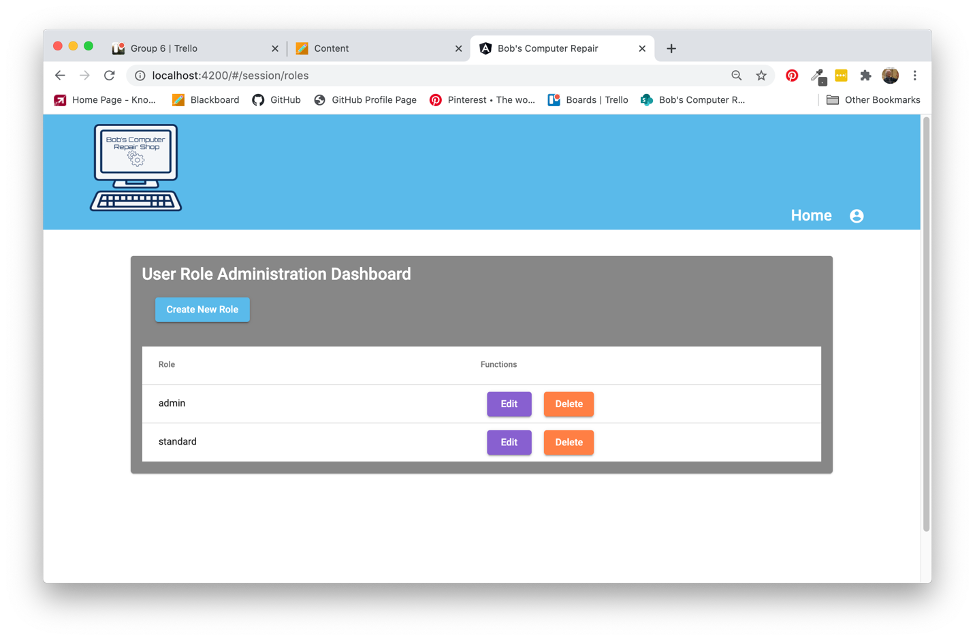 Group 6 | Trello
Content
Bob's Computer Repair
localhost:4200/#/session/roles
Home Page - Kno...
Blackboard
GitHub
GitHub Profile Page
Pinterest • The wo...
Boards | Trello
Bob's Computer R...
Other Bookmarks
Bob's Computer
Repair Shop
Home
User Role Administration Dashboard
Create New Role
Role Functions
admin Edit Delete
standard Edit Delete